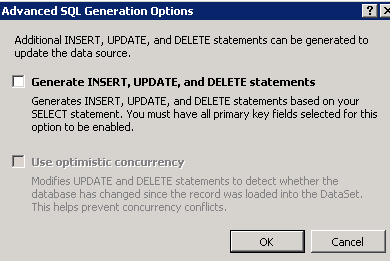 Advanced SQL Generation Options
Additional INSERT, UPDATE, and DELETE statements can be generated to
update the data source.
Generate INSERT, UPDATE, and DELETE statements
Generates INSERT, UPDATE, and DELETE statements based on your
SELECT statement. You must have all primary key fields selected for this
option to be enabled.
Use optimistic concurrency
Modifies UPDATE and DELETE statements to detect whether the
database has changed since the record was loaded into the DataSet.
This helps prevent concurrency conflicts.
OK Cancel